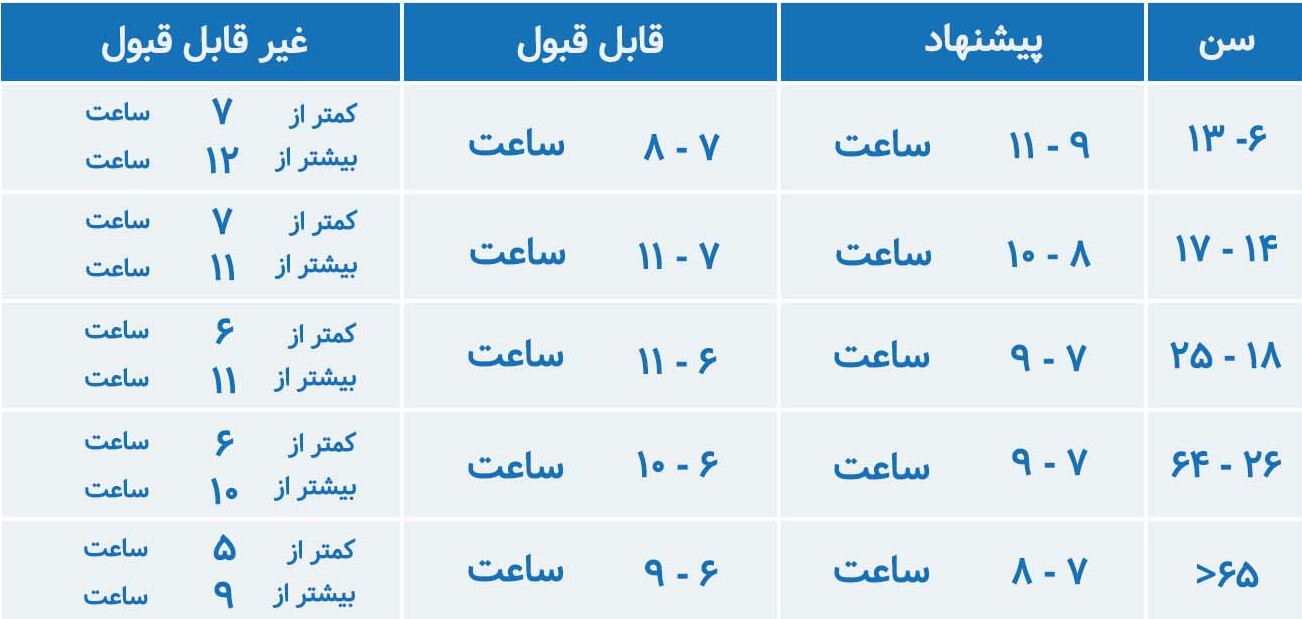 سن پیشنهاد قابل قبول غیر قابل قبول
۶- ۱۳ ۹ - ۱۱ ساعت ۷ - ۸ ساعت کمتر از ۷ ساعت
بیشتر از ۱۲ ساعت
۱۴ - ۱۷ ۸ - ۱۰ ساعت ۷ - ۱۱ ساعت کمتر از ۷ ساعت
بیشتر از ۱۱ ساعت
۱۸ - ۲۵ ۷ - ۹ ساعت ۶ - ۱۱ ساعت کمتر از ۶ ساعت
بیشتر از ۱۱ ساعت
۲۶ - ۶۴ ۷ - ۹ ساعت ۶ - ۱۰ ساعت کمتر از ۶ ساعت
بیشتر از ۱۰ ساعت
۶۵< ۷ - ۸ ساعت ۶ - ۹ ساعت کمتر از ۵ ساعت
بیشتر از ۹ ساعت